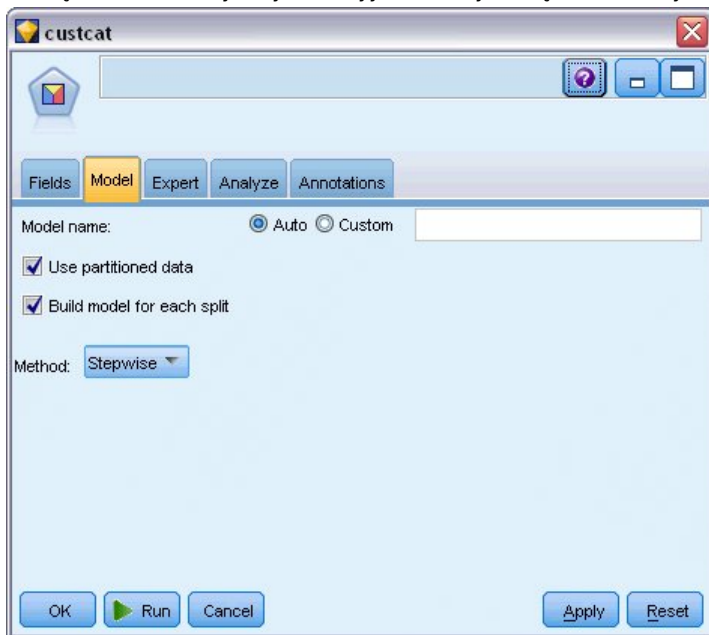 custcat
?
Fields Model Expert Analyze Annotations
Model name: Auto Custom
Use partitioned data
Build model for each split
Method: Stepwise
OK Run Cancel Apply Reset